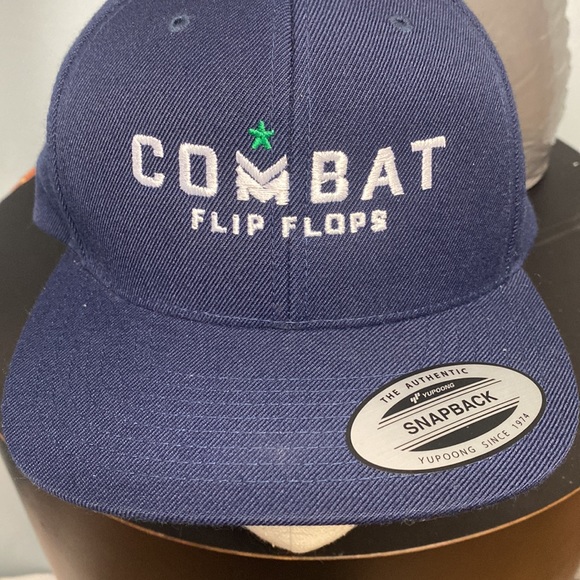 COMBAT
FLIP FLOPS
THE AUTHENTIC
YUPOONG
SNAPBACK
YUPOONG SINCE 1974